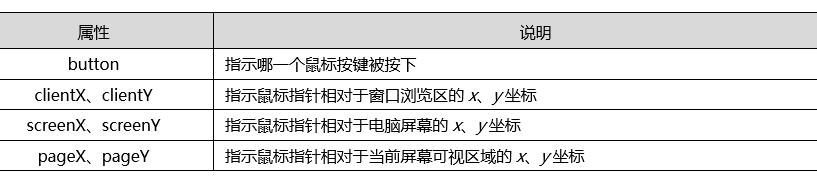 属性 说明
button 指示哪一个鼠标按键被按下
clientX、clientY 指示鼠标指针相对于窗口浏览区的 x、y 坐标
screenX、screenY 指示鼠标指针相对于电脑屏幕的 x、y 坐标
pageX、pageY 指示鼠标指针相对于当前屏幕可视区域的 x、y 坐标